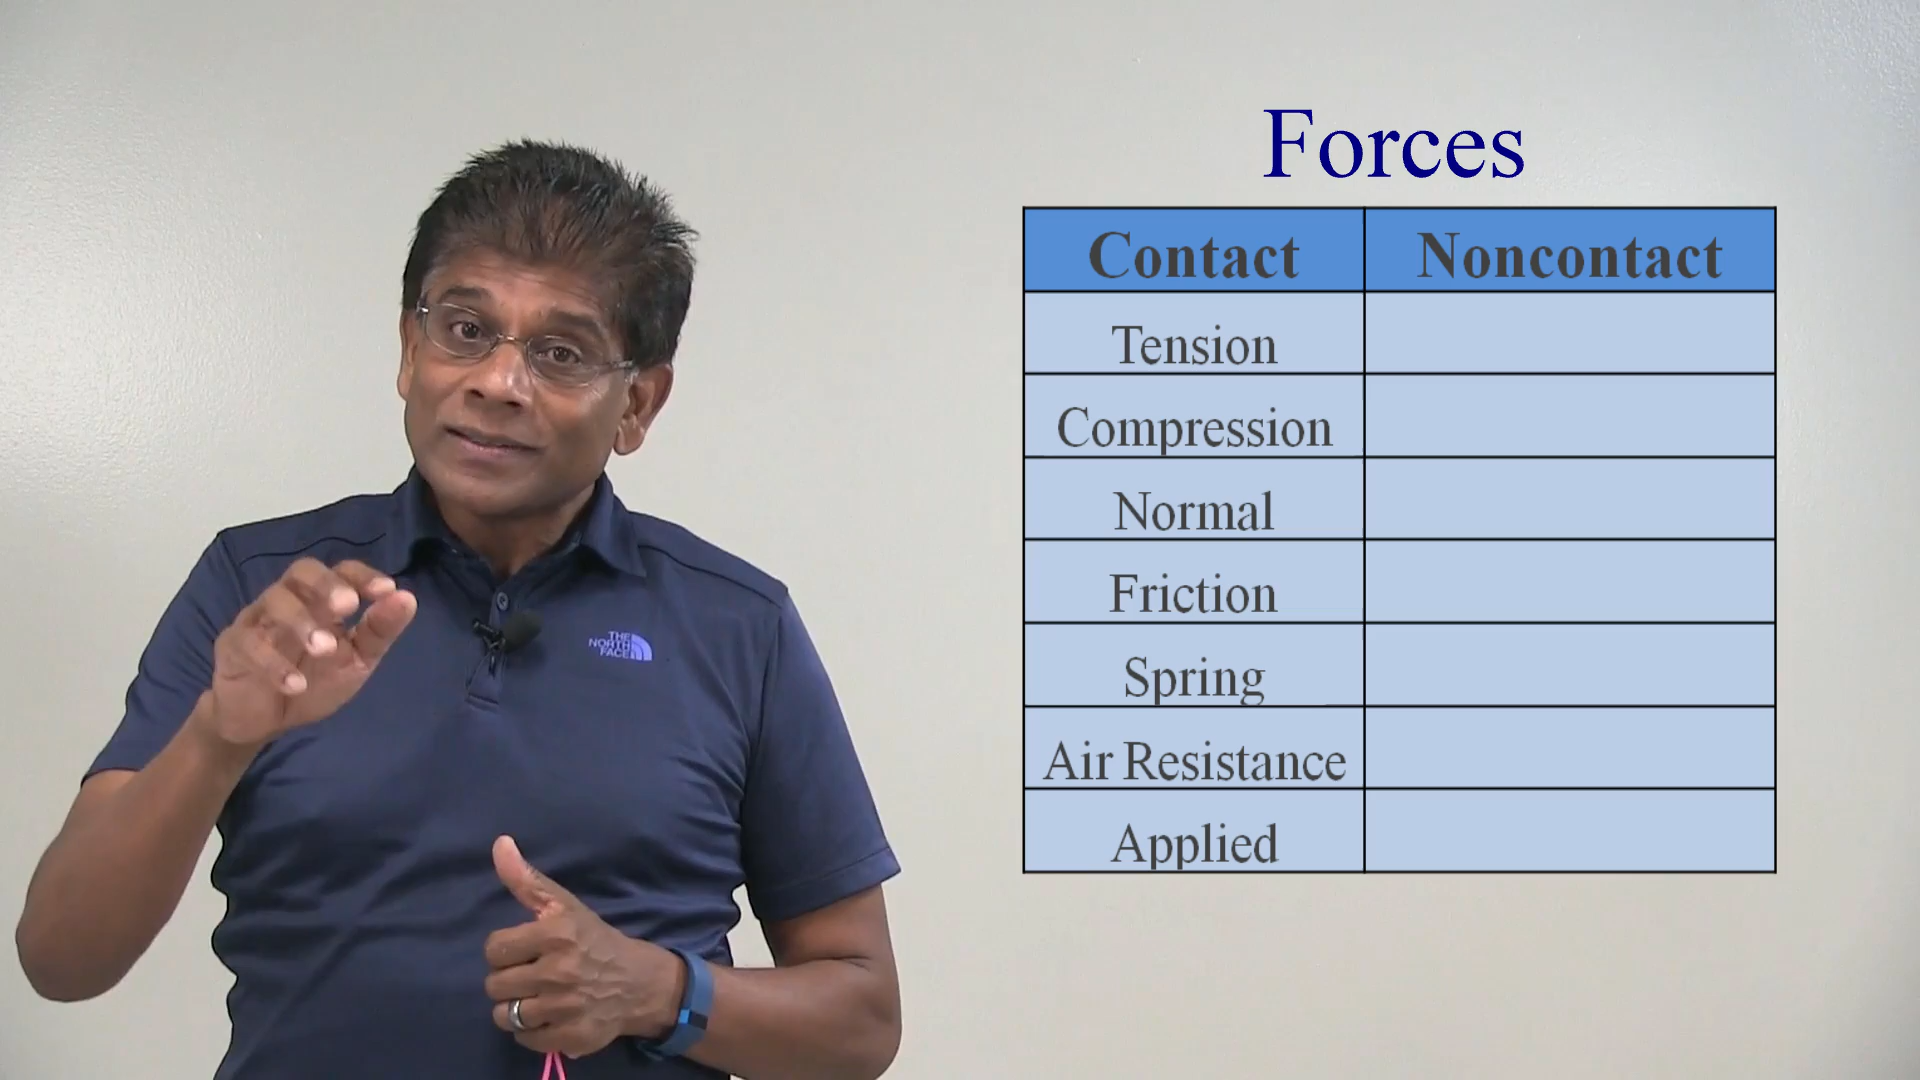 Forces
Contact Noncontact
Tension
Compression
Normal
Friction
Spring
Air Resistance
Applied
THE
NORTH
FACE